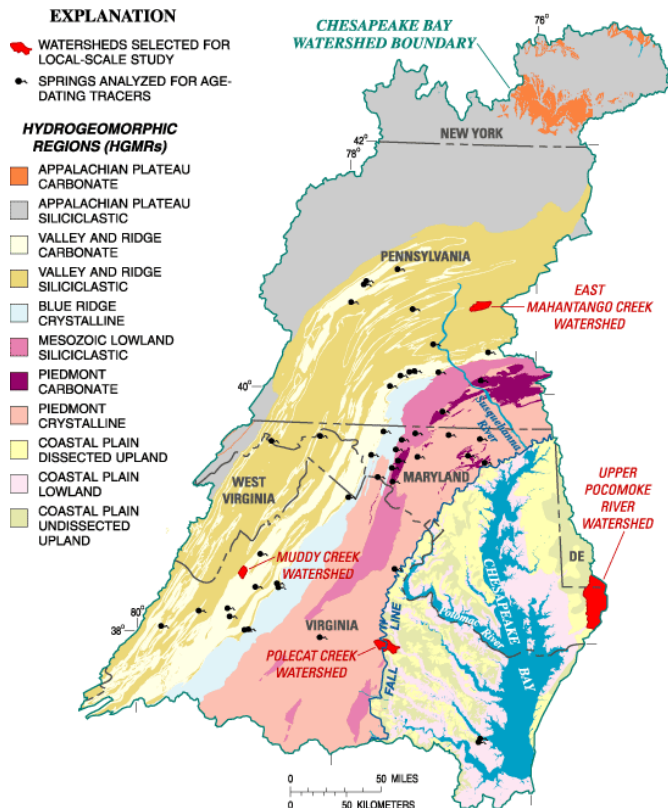 EXPLANATION
WATERSHEDS SELECTED FOR
LOCAL-SCALE STUDY
SPRINGS ANALYZED FOR AGE-
DATING TRACERS
HYDROGEOMORPHIC
REGIONS (HGMRs)
APPALACHIAN PLATEAU
CARBONATE
APPALACHIAN PLATEAU
SILICICLASTIC
VALLEY AND RIDGE
CARBONATE
VALLEY AND RIDGE
SILICICLASTIC
BLUE RIDGE
CRYSTALLINE
MESOZOIC LOWLAND
SILICICLASTIC
PIEDMONT
CARBONATE
PIEDMONT
CRYSTALLINE
COASTAL PLAIN
DISSECTED UPLAND
COASTAL PLAIN
LOWLAND
COASTAL PLAIN
UNDISSECTED
UPLAND
CHESAPEAKE BAY
WATERSHED BOUNDARY
76°
NEW YORK
42°
78°
PENNSYLVANIA
EAST
MAHANTANGO CREEK
WATERSHED
40°
Susquehanna
River
WEST
VIRGINIA
MARYLAND
UPPER
POCOMOKE
RIVER
WATERSHED
DE
MUDDY CREEK
WATERSHED
CHESAPEAKE
BAY
Potomac River
80°
38°
VIRGINIA
POLECAT CREEK
WATERSHED
FALL LINE
0 50 MILES
0 50 KILOMETERS